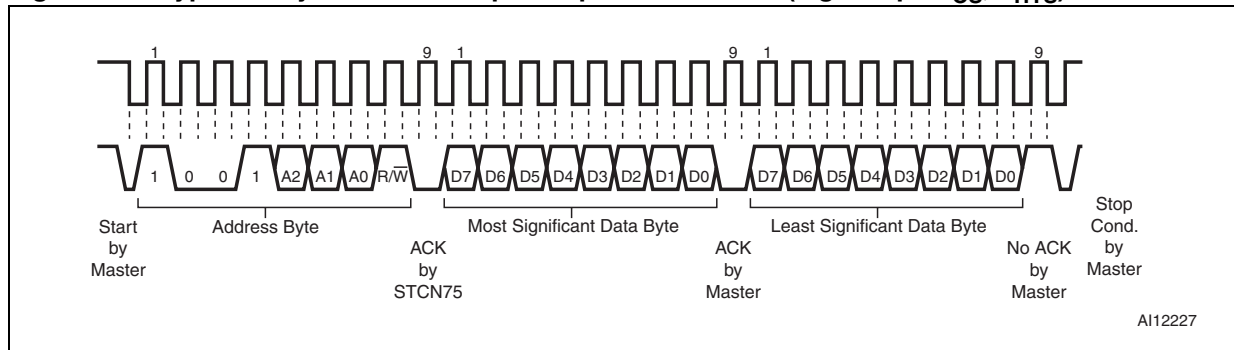 1 9 1 9 1 9
1 0 0 1 A2 A1 A0 R/W D7 D6 D5 D4 D3 D2 D1 D0 D7 D6 D5 D4 D3 D2 D1 D0
Start
by
Master
Address Byte
ACK
by
STCN75
Most Significant Data Byte
ACK
by
Master
Least Significant Data Byte
No ACK
by
Master
Stop
Cond.
by
Master
AI12227